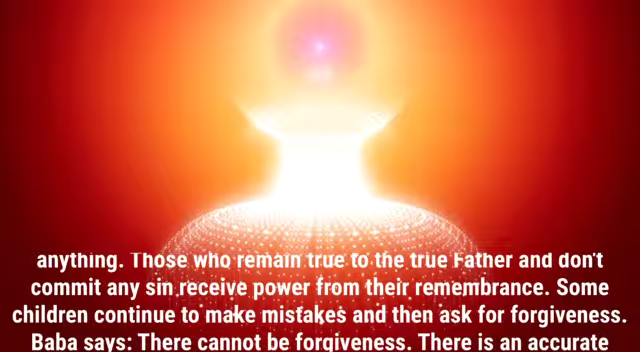 anything. Those who remain true to the true Father and don't
commit any sin receive power from their remembrance. Some
children continue to make mistakes and then ask for forgiveness.
Baba says: There cannot be forgiveness. There is an accurate